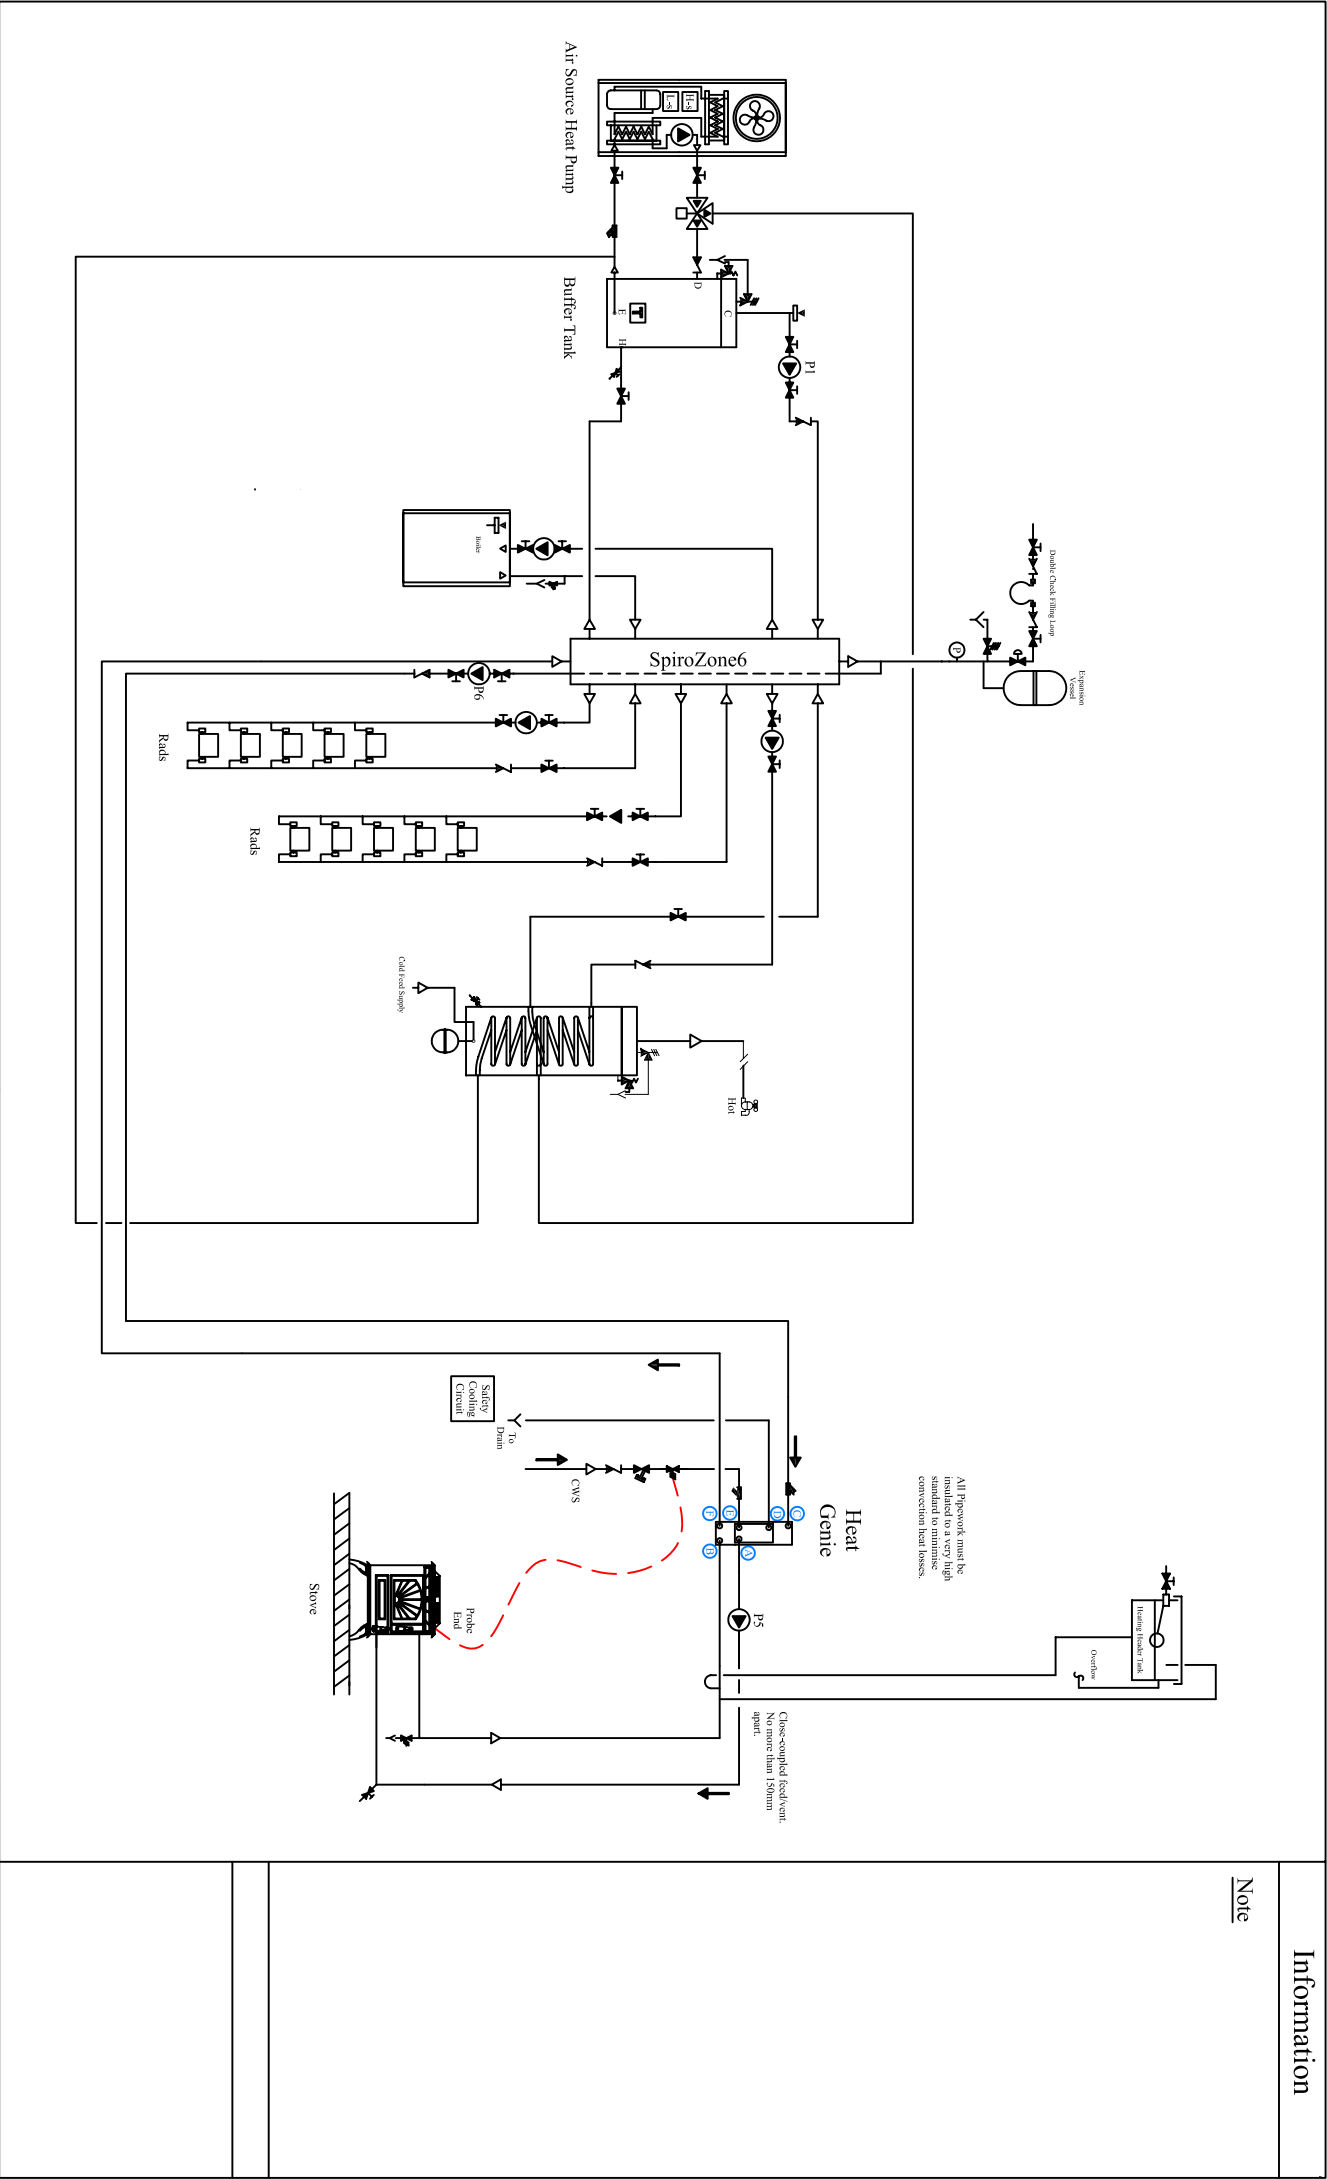 Information
Note
Heating Header Tank
Overflow
Expansion
Vessel
Double Check Filling Loop
P
All Pipework must be
insulated to a very high
standard to minimise
convection heat losses.
Heat
Genie
C
D
E
F
A
B
P5
Close-coupled feed/vent.
No more than 150mm
apart.
P1
C
D
E
H
T
H-s
L-s
Air Source Heat Pump
Buffer Tank
SpiroZone6
Boiler
P6
Hot
Rads
Rads
Cold Feed Supply
Safety
Cooling
Circuit
To
Drain
CWS
Probe
End
Stove